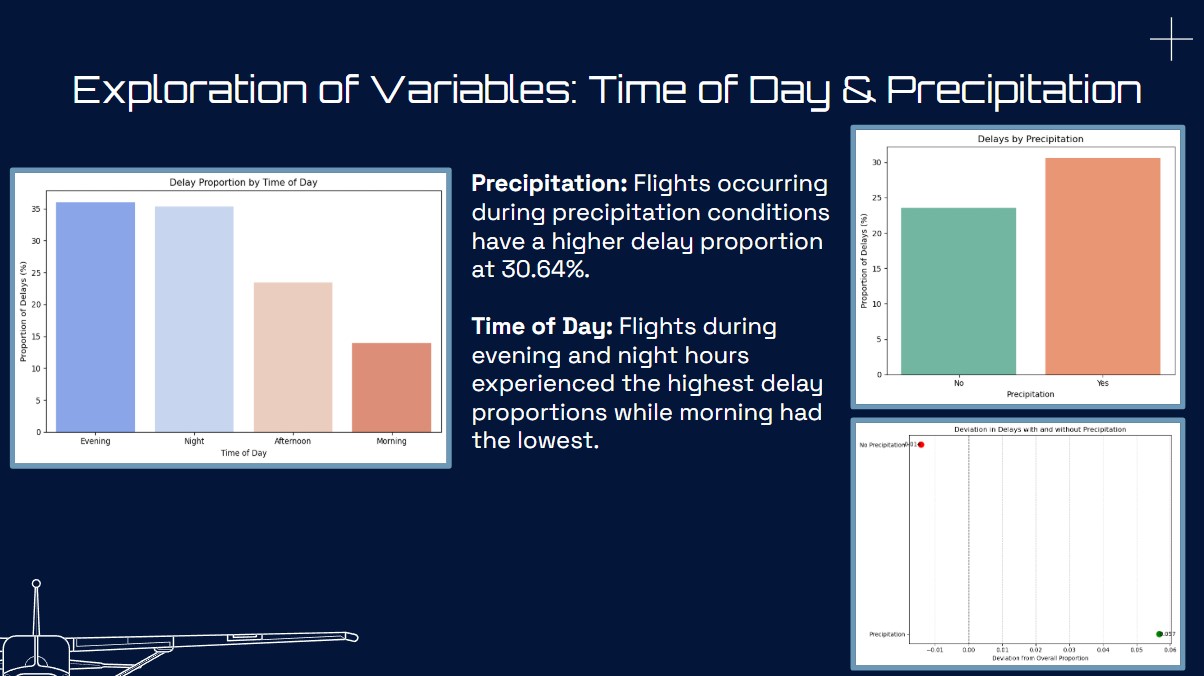 Exploration of Variables: Time of Day & Precipitation
Delay Proportion by Time of Day
Proportion of Delays (%)
35
30
25
20
15
10
5
0
Evening Night Afternoon Morning
Time of Day
Precipitation: Flights occurring
during precipitation conditions
have a higher delay proportion
at 30.64%.
Time of Day: Flights during
evening and night hours
experienced the highest delay
proportions while morning had
the lowest.
Delays by Precipitation
Proportion of Delays (%)
30
25
20
15
10
5
0
No Yes
Precipitation
Deviation in Delays with and without Precipitation
No Precipitation
Precipitation
−0.01 0.00 0.01 0.02 0.03 0.04 0.05 0.06
Deviation from Overall Proportion